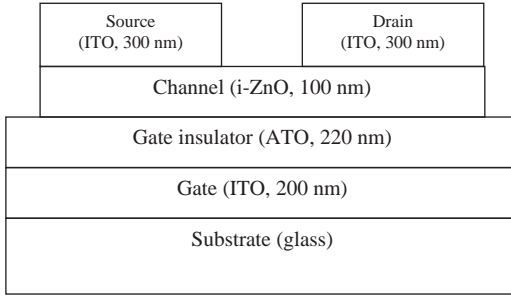 Source
(ITO, 300 nm)
Drain
(ITO, 300 nm)
Channel (i-ZnO, 100 nm)
Gate insulator (ATO, 220 nm)
Gate (ITO, 200 nm)
Substrate (glass)